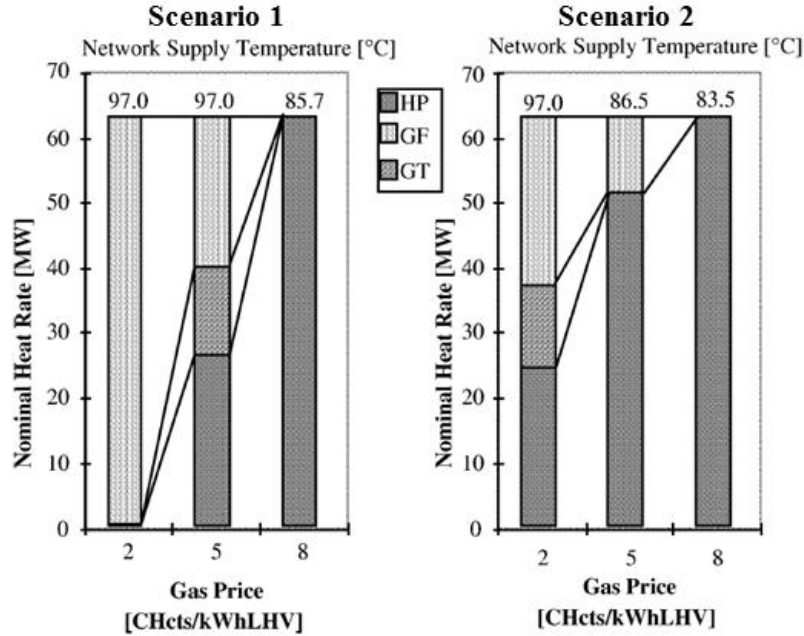 Scenario 1
Network Supply Temperature [°C]
70
60
50
40
30
20
10
0
Nominal Heat Rate [MW]
97.0 97.0 85.7
2 5 8
Gas Price
[CHcts/kWhLHV]
HP
GF
GT
Scenario 2
Network Supply Temperature [°C]
70
60
50
40
30
20
10
0
Nominal Heat Rate [MW]
97.0 86.5 83.5
2 5 8
Gas Price
[CHcts/kWhLHV]